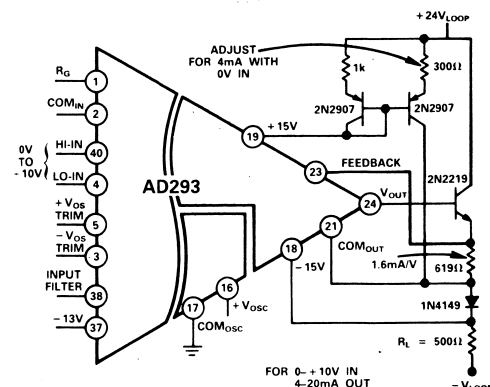 +24VLOOP
ADJUST
FOR 4mA WITH
0V IN
1k
300Ω
2N2907
2N2907
RG
1
COMIN
2
19
+15V
0V
TO
-10V
HI-IN
40
LO-IN
4
AD293
23
FEEDBACK
2N2219
24
VOUT
+VOS
TRIM
5
-VOS
TRIM
3
21
COMOUT
18
-15V
1.6mA/V
619Ω
INPUT
FILTER
38
16
+VOSC
1N4149
-13V
37
17
COMOSC
RL = 500Ω
FOR 0-+10V IN
4-20mA OUT